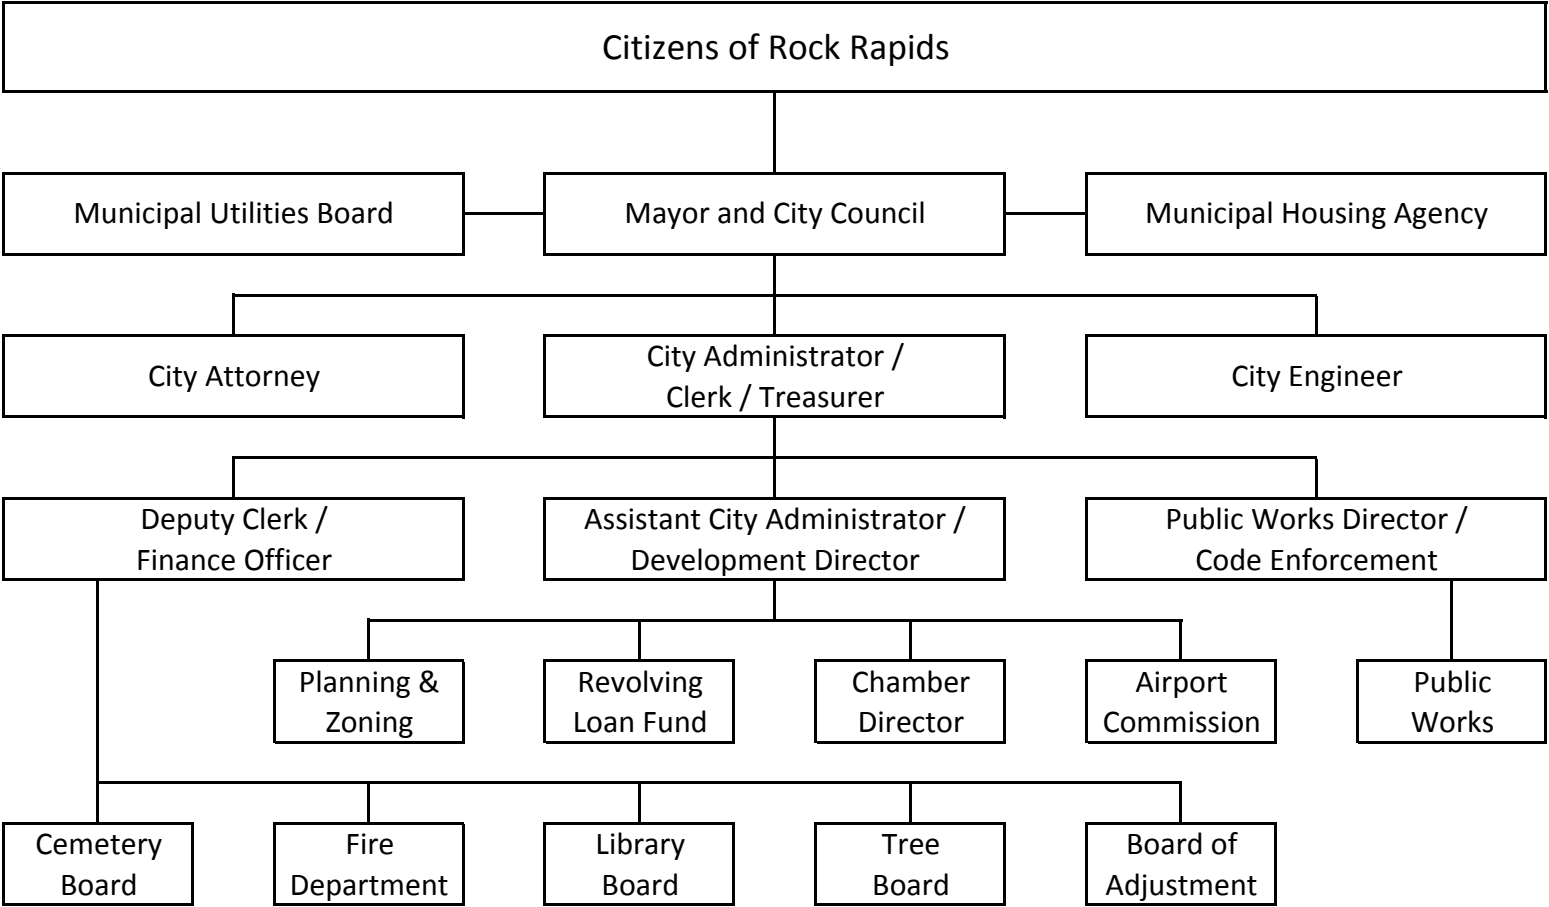 Citizens of Rock Rapids
Municipal Utilities Board
Mayor and City Council
Municipal Housing Agency
City Attorney
City Administrator /
Clerk / Treasurer
City Engineer
Deputy Clerk /
Finance Officer
Assistant City Administrator /
Development Director
Public Works Director /
Code Enforcement
Planning &
Zoning
Revolving
Loan Fund
Chamber
Director
Airport
Commission
Public
Works
Cemetery
Board
Fire
Department
Library
Board
Tree
Board
Board of
Adjustment